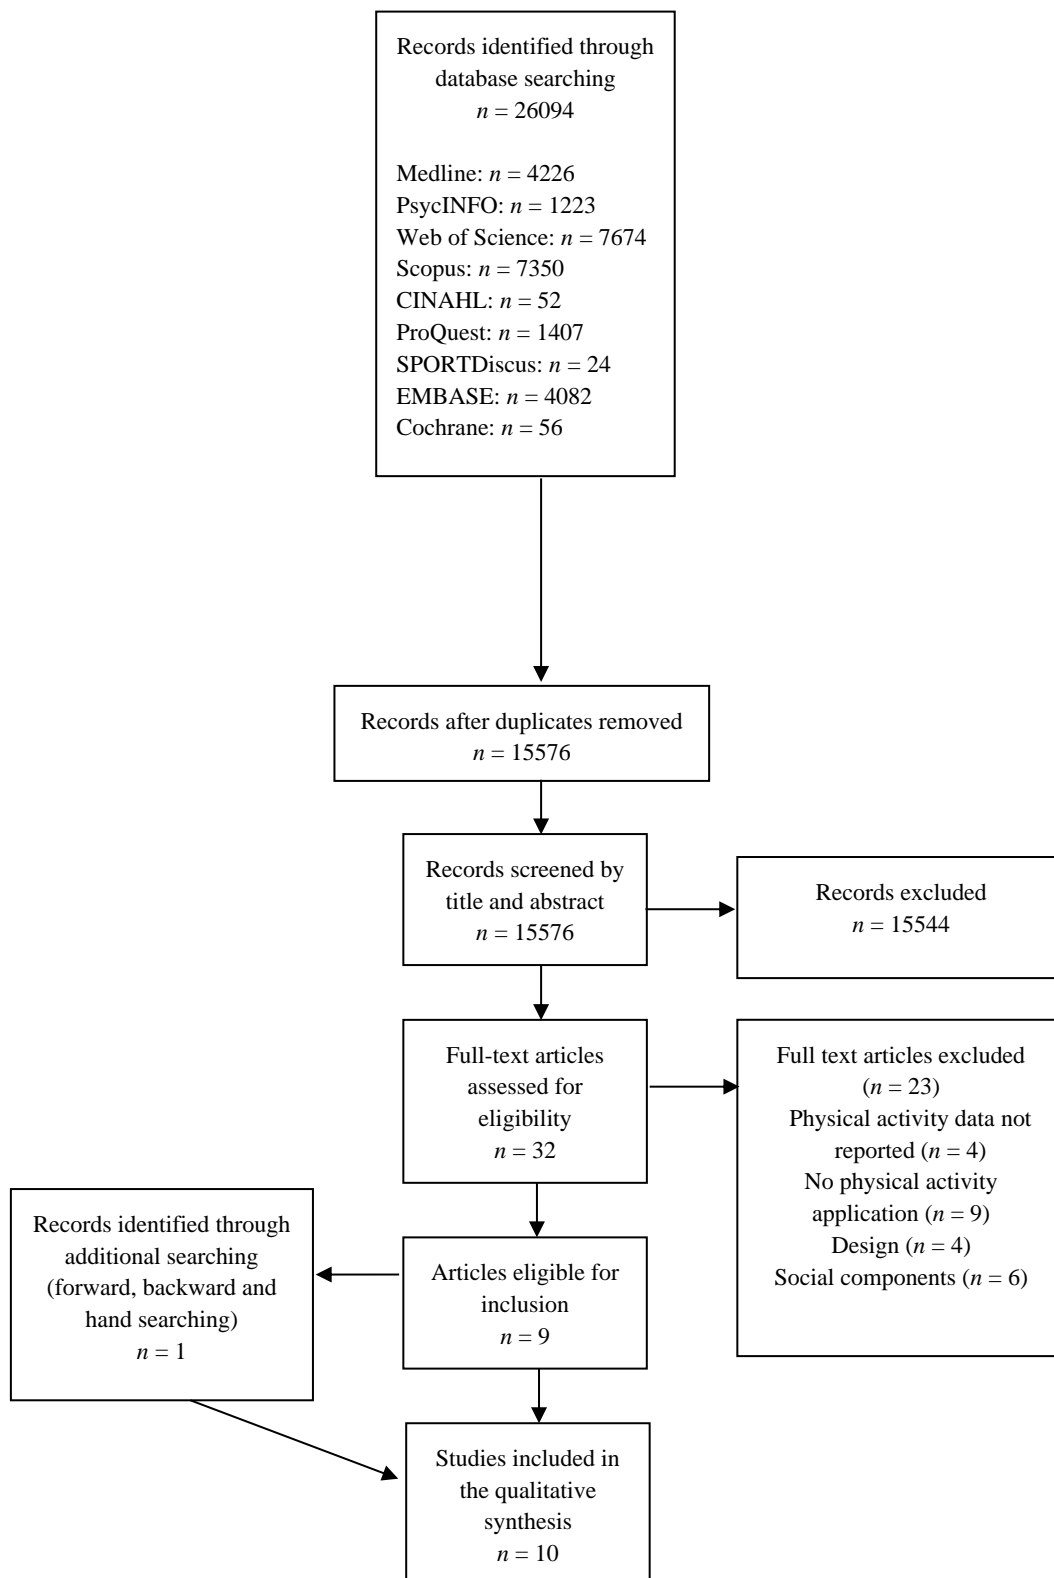 Records identified through
database searching
n = 26094
Medline: n = 4226
PsycINFO: n = 1223
Web of Science: n = 7674
Scopus: n = 7350
CINAHL: n = 52
ProQuest: n = 1407
SPORTDiscus: n = 24
EMBASE: n = 4082
Cochrane: n = 56
Records after duplicates removed
n = 15576
Records screened by
title and abstract
n = 15576
Records excluded
n = 15544
Full-text articles
assessed for
eligibility
n = 32
Full text articles excluded
(n = 23)
Physical activity data not
reported (n = 4)
No physical activity
application (n = 9)
Design (n = 4)
Social components (n = 6)
Records identified through
additional searching
(forward, backward and
hand searching)
n = 1
Articles eligible for
inclusion
n = 9
Studies included in
the qualitative
synthesis
n = 10